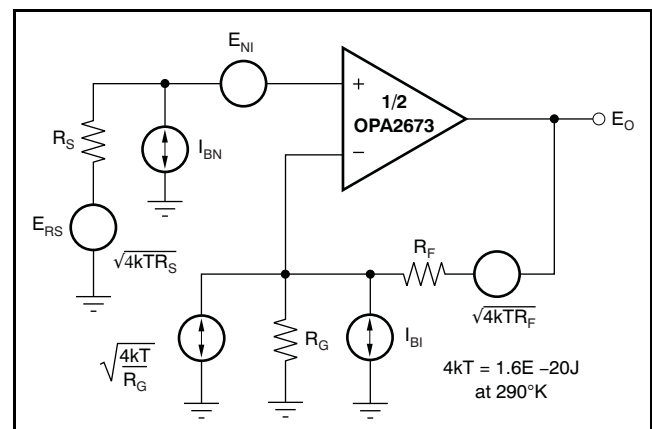 E_NI
1/2
OPA2673
+
−
E_O
R_S
I_BN
E_RS
√4kTR_S
R_F
√4kTR_F
√4kT/R_G
R_G
I_BI
4kT = 1.6E −20J
at 290°K